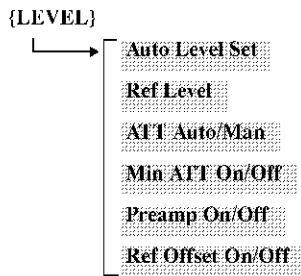 {LEVEL}
Auto Level Set
Ref Level
ATT Auto/Man
Min ATT On/Off
Preamp On/Off
Ref Offset On/Off